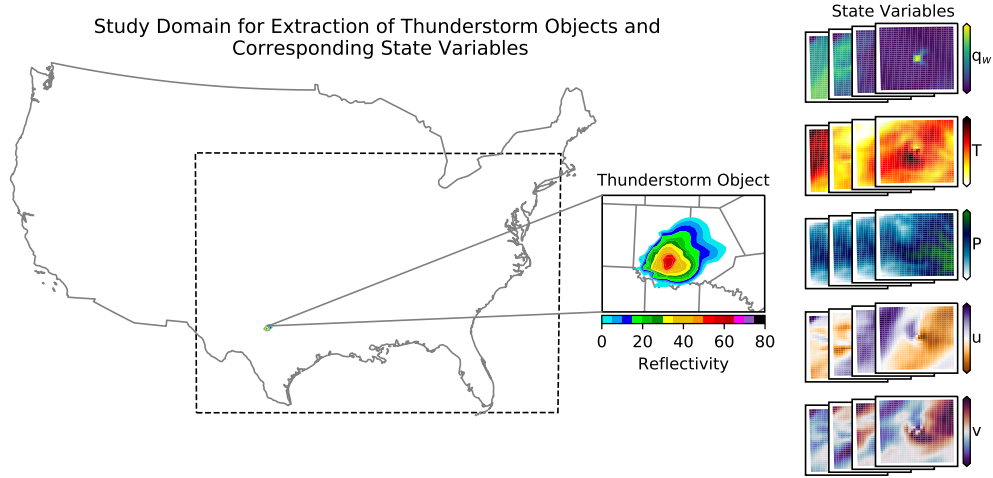 Study Domain for Extraction of Thunderstorm Objects and
Corresponding State Variables
State Variables
q_w
T
Thunderstorm Object
P
0 20 40 60 80
u
Reflectivity
v